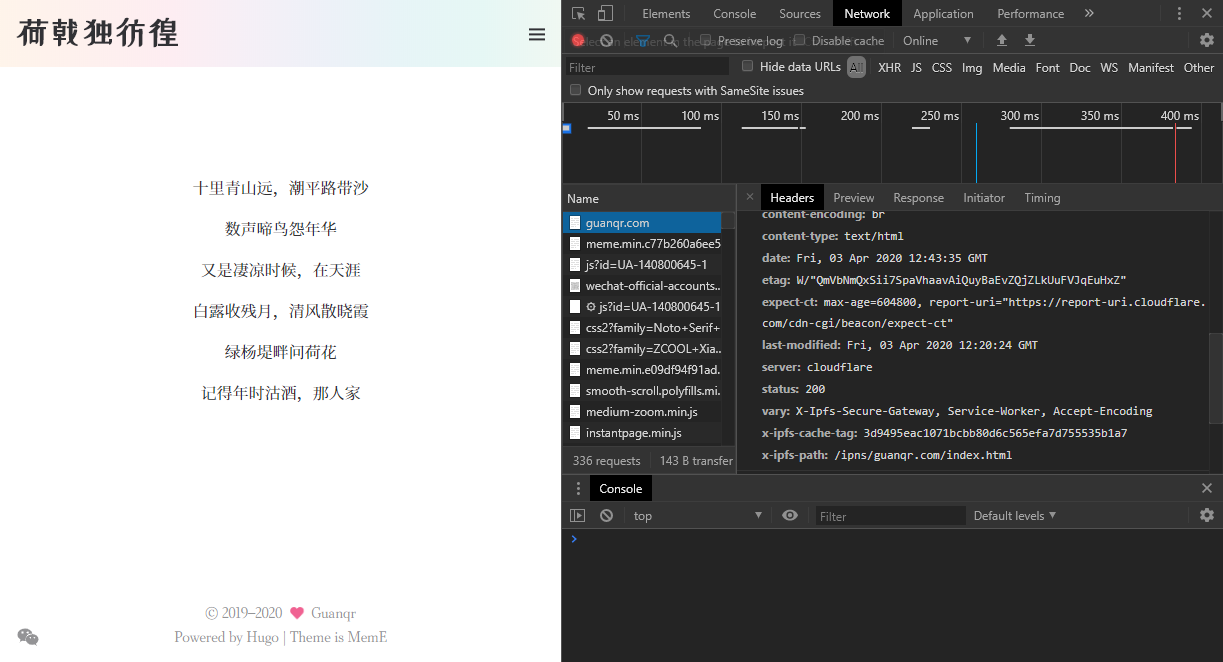 荷戟独彷徨
十里青山远，潮平路带沙
数声啼鸟怨年华
又是凄凉时候，在天涯
白露收残月，清风散晓霞
绿杨堤畔问荷花
记得年时沽酒，那人家
© 2019–2020 Guanqr
Powered by Hugo | Theme is MemE
Elements Console Sources Network Application Performance »
Preserve log Disable cache Online
Filter Hide data URLs All XHR JS CSS Img Media Font Doc WS Manifest Other
Only show requests with SameSite issues
50 ms 100 ms 150 ms 200 ms 250 ms 300 ms 350 ms 400 ms
Name
guanqr.com
meme.min.c77b260a6ee5
js?id=UA-140800645-1
wechat-official-accounts..
js?id=UA-140800645-1
css2?family=Noto+Serif+
css2?family=ZCOOL+Xia..
meme.min.e09df94f91ad.
smooth-scroll.polyfills.mi.
medium-zoom.min.js
instantpage.min.js
336 requests 143 B transfer
× Headers Preview Response Initiator Timing
content-encoding: br
content-type: text/html
date: Fri, 03 Apr 2020 12:43:35 GMT
etag: W/"QmVbNmQxSii7SpaVhaavAiQuyBaEvZQjZLkUuFVJqEuHxZ"
expect-ct: max-age=604800, report-uri="https://report-uri.cloudflare.
com/cdn-cgi/beacon/expect-ct"
last-modified: Fri, 03 Apr 2020 12:20:24 GMT
server: cloudflare
status: 200
vary: X-Ipfs-Secure-Gateway, Service-Worker, Accept-Encoding
x-ipfs-cache-tag: 3d9495eac1071bcbb80d6c565efa7d755535b1a7
x-ipfs-path: /ipns/guanqr.com/index.html
Console
top Filter Default levels